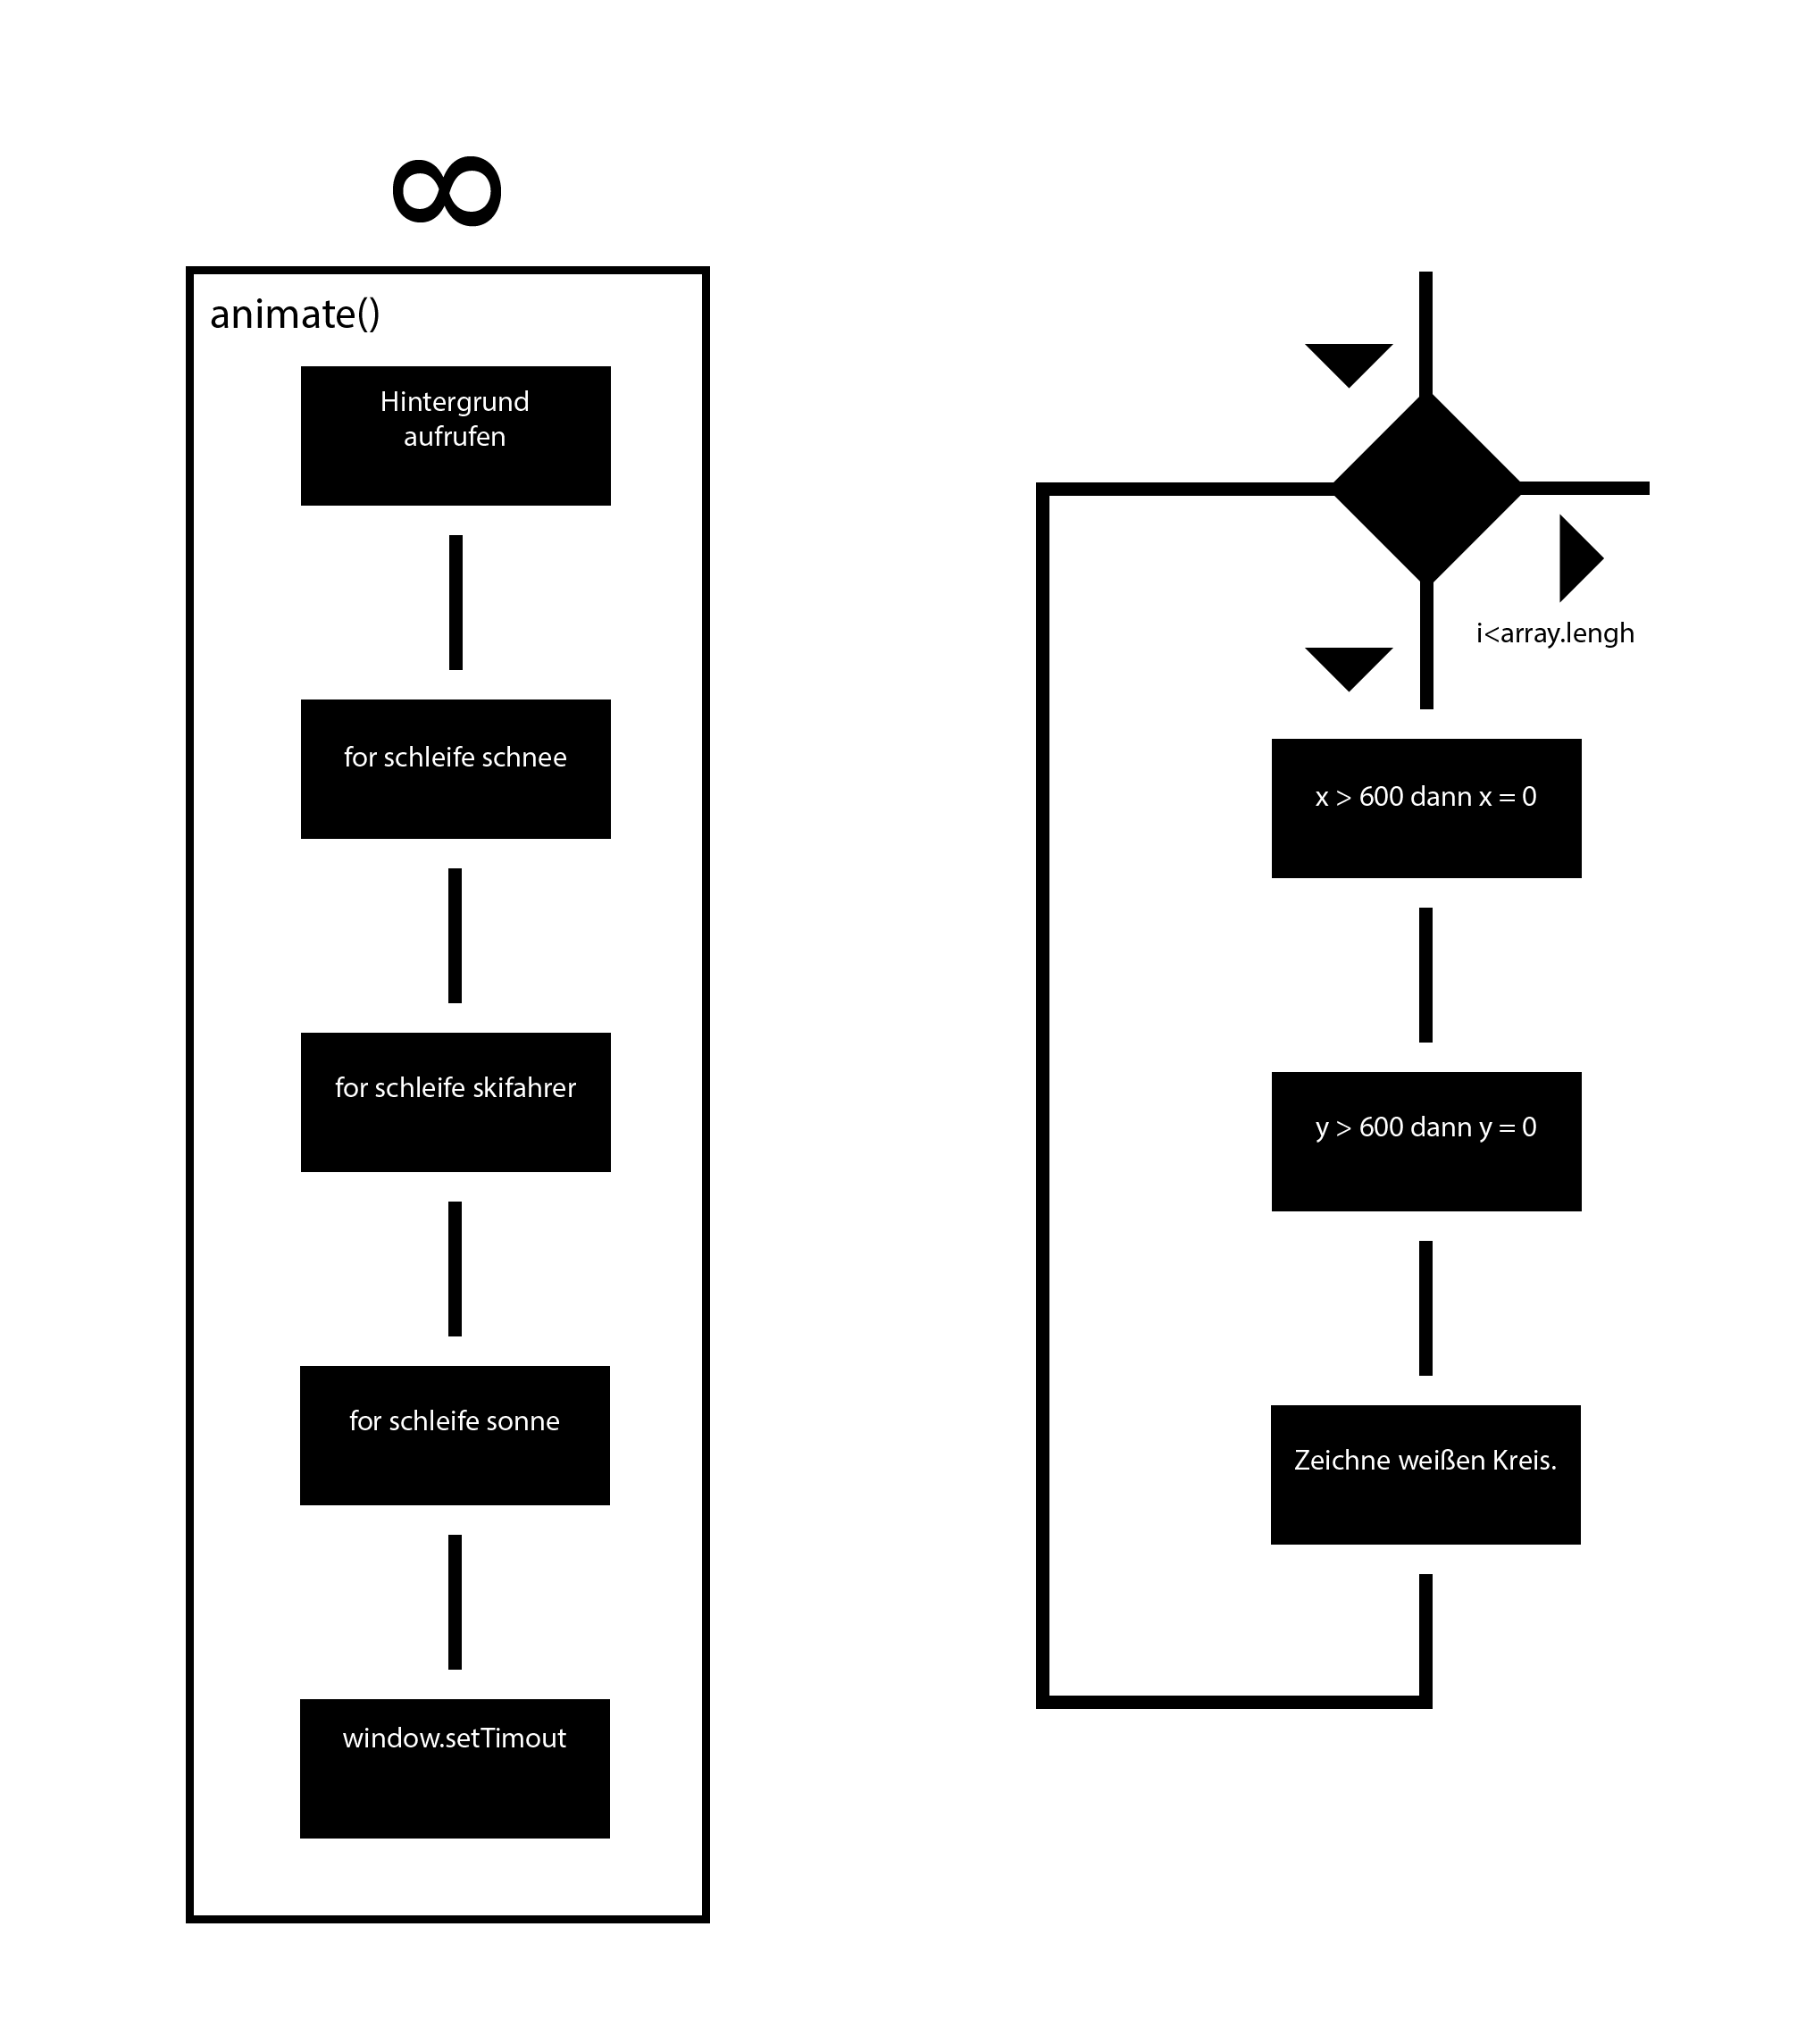 ∞
animate()
Hintergrund
aufrufen
for schleife schnee
for schleife skifahrer
for schleife sonne
window.setTimout
i<array.lengh
x > 600 dann x = 0
y > 600 dann y = 0
Zeichne weißen Kreis.